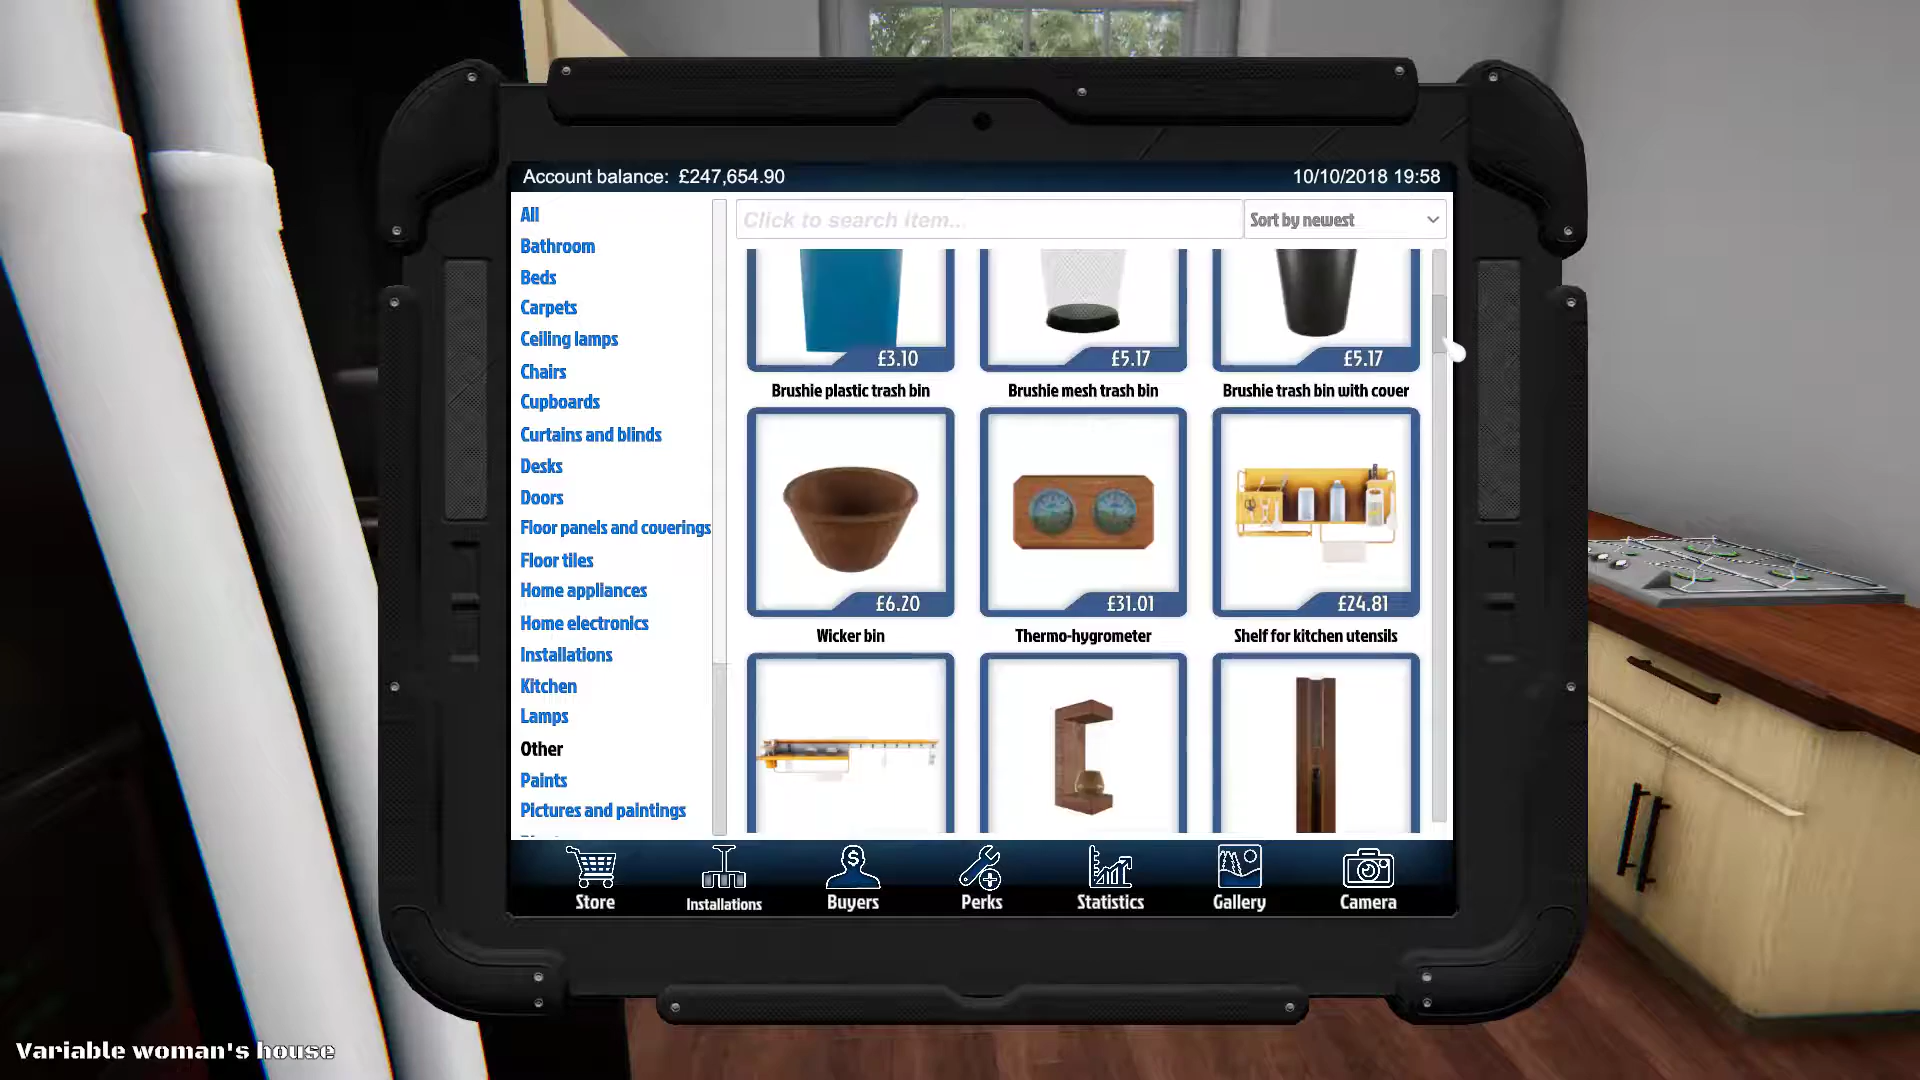 Account balance: £247,654.90
10/10/2018 19:58
All
Bathroom
Beds
Carpets
Ceiling lamps
Chairs
Cupboards
Curtains and blinds
Desks
Doors
Floor panels and coverings
Floor tiles
Home appliances
Home electronics
Installations
Kitchen
Lamps
Other
Paints
Pictures and paintings
Click to search item...
Sort by newest
£3.10
£5.17
£5.17
Brushie plastic trash bin
Brushie mesh trash bin
Brushie trash bin with cover
£6.20
£31.01
£24.81
Wicker bin
Thermo-hygrometer
Shelf for kitchen utensils
Store
Installations
Buyers
Perks
Statistics
Gallery
Camera
Variable woman's house